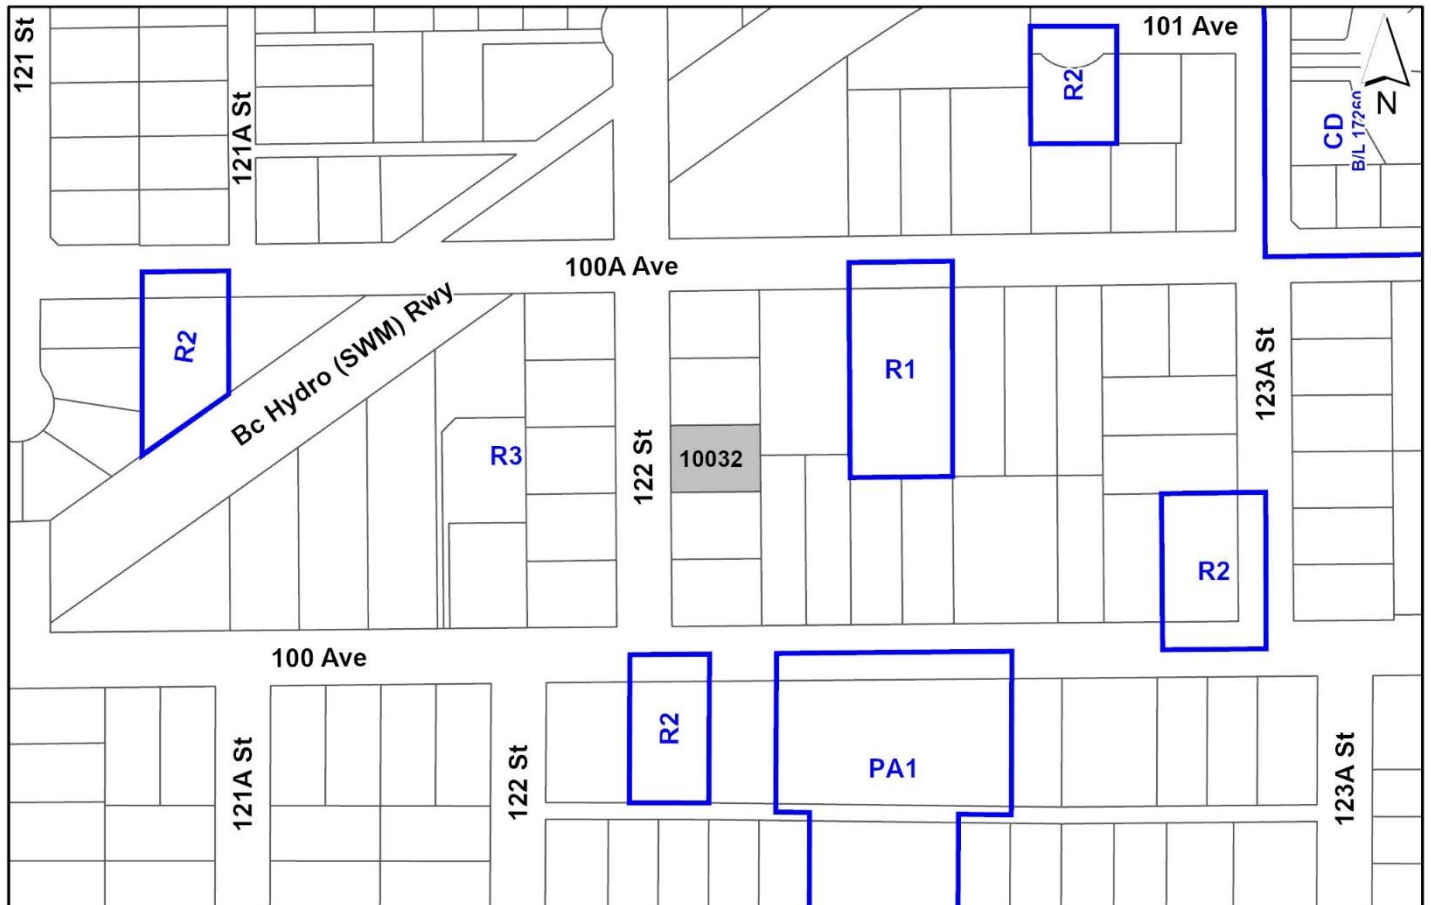 121 St
121A St
101 Ave
R2
CD
B/L 17260
N
100A Ave
R2
Bc Hydro (SWM) Rwy
R1
123A St
R3
122 St
10032
R2
100 Ave
R2
PA1
121A St
122 St
123A St